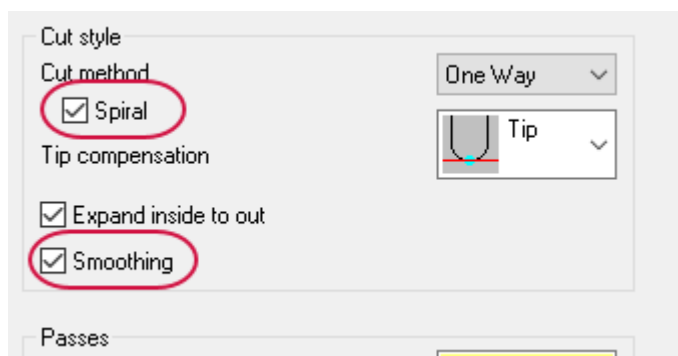 Cut style
Cut method
One Way
Spiral
Tip
Tip compensation
Expand inside to out
Smoothing
Passes